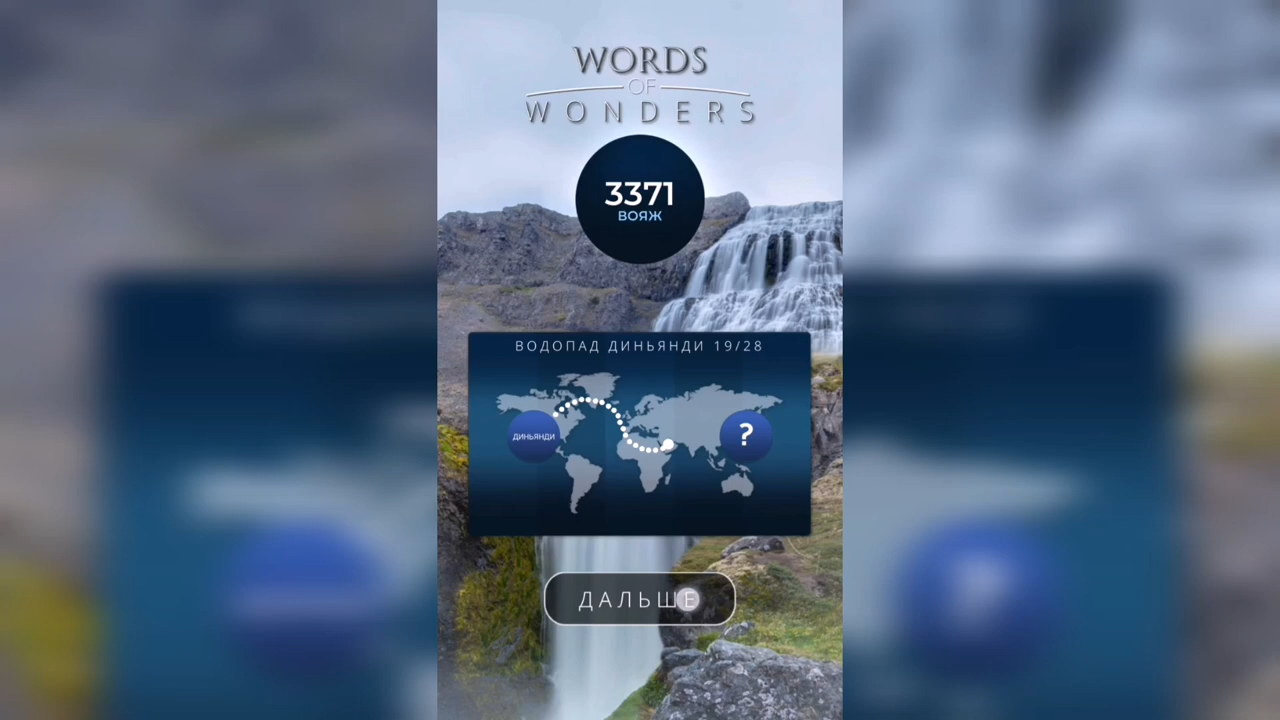 WORDS
OF
WONDERS
3371
ВОЯЖ
ВОДОПАД ДИНЬЯНДИ 19/28
ДИНЬЯНДИ
?
ДАЛЬШЕ